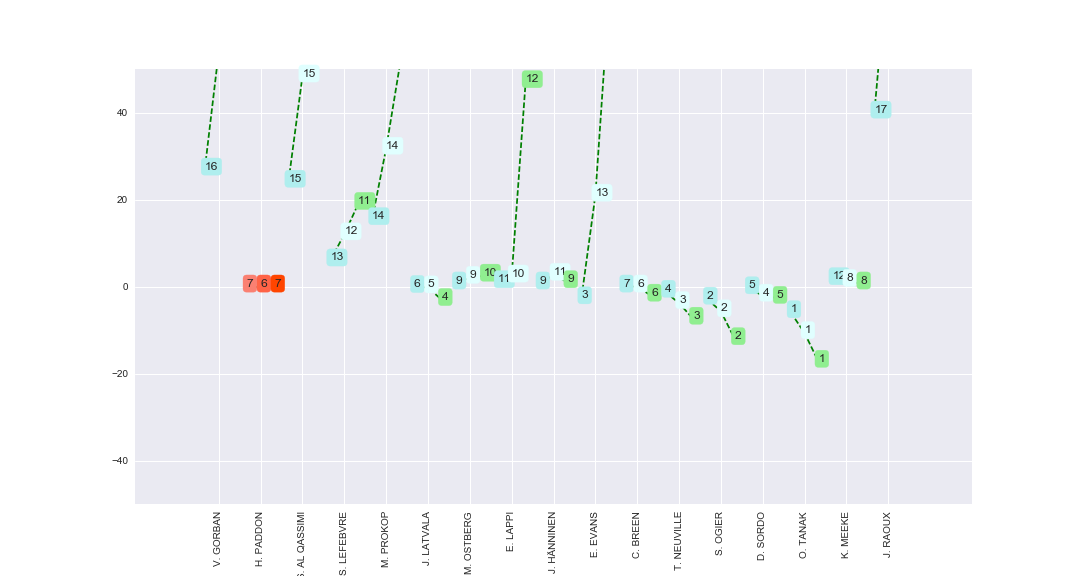 15
12
40
17
16
15
14
13
20
11
14
12
13
7 6 7
6 5 4
9 9 10
11 10
9 11 9
3
7 6 6
4 3 3
2 2 2
5 4 5
1 1 1
12 8 8
0
−20
−40
V. GORBAN
H. PADDON
S. AL QASSIMI
S. LEFEBVRE
M. PROKOP
J. LATVALA
M. OSTBERG
E. LAPPI
J. HANNINEN
E. EVANS
C. BREEN
T. NEUVILLE
S. OGIER
D. SORDO
O. TANAK
K. MEEKE
J. RAOUX